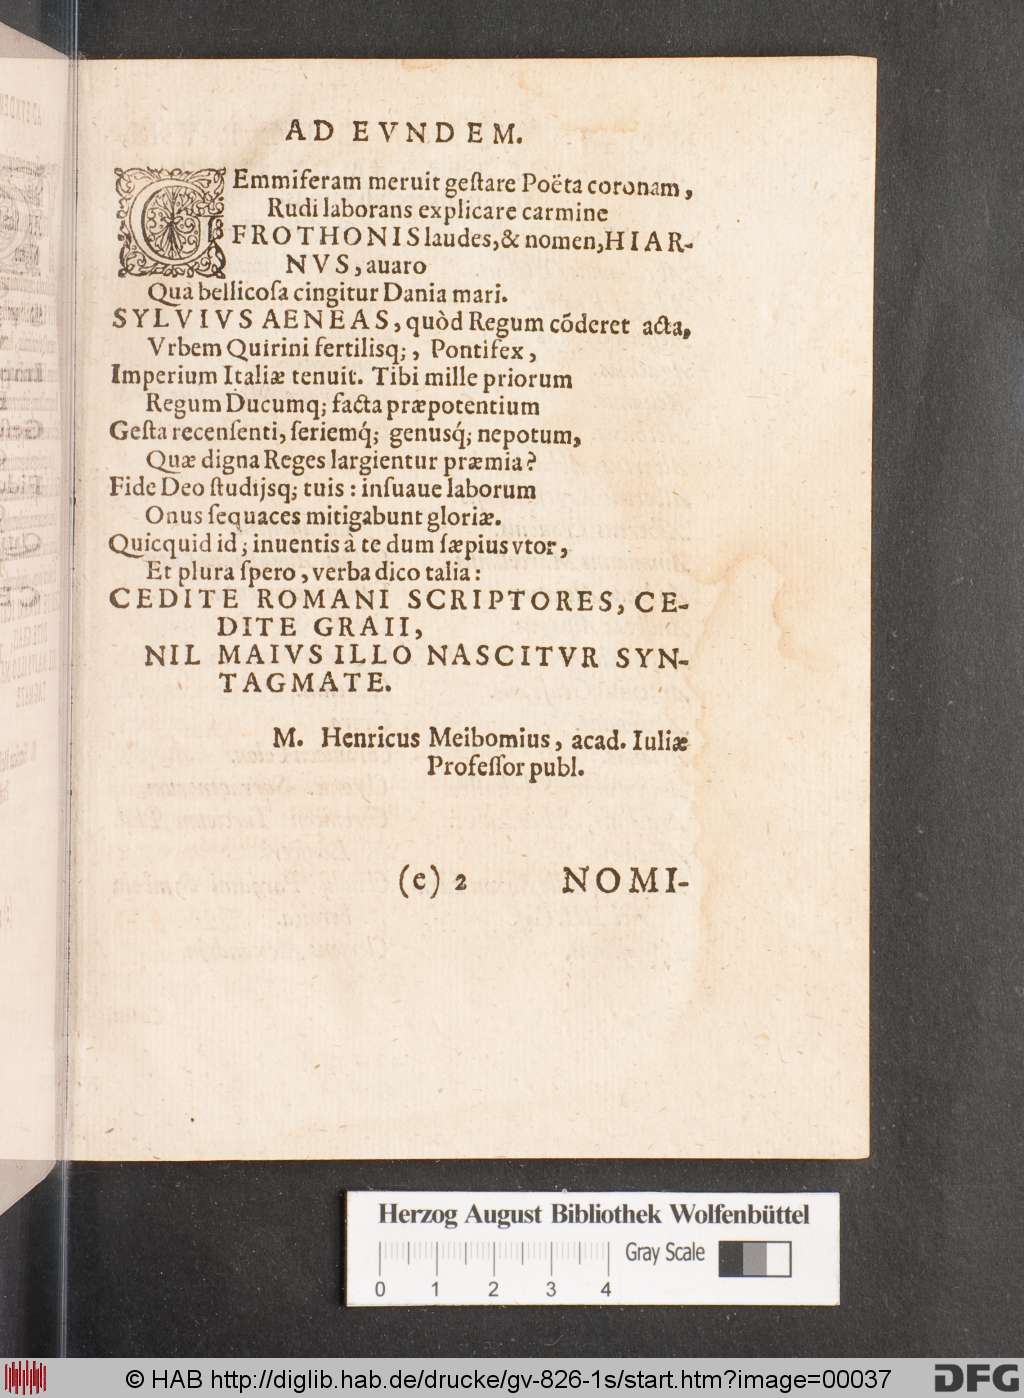 AD EVNDEM.
GEmmiferam meruit geſtare Poëta coronam,
Rudi laborans explicare carmine
FROTHONIS laudes, & nomen, HIAR-
NVS, auaro
Qua bellicoſa cingitur Dania mari.
SYLVIVS AENEAS, quòd Regum cōderet acta,
Vrbem Quirini fertilisq;, Pontifex,
Imperium Italiæ tenuit. Tibi mille priorum
Regum Ducumq; facta præpotentium
Geſta recenſenti, ſeriemq́; genusq́; nepotum,
Quæ digna Reges largientur præmia?
Fide Deo ſtudijsq; tuis: inſuaue laborum
Onus ſequaces mitigabunt gloriæ.
Quicquid id; inuentis à te dum ſæpius vtor,
Et plura ſpero, verba dico talia:
CEDITE ROMANI SCRIPTORES, CE-
DITE GRAII,
NIL MAIVS ILLO NASCITVR SYN-
TAGMATE.
M. Henricus Meibomius, acad. Iuliæ
Profeſſor publ.
(e) 2 NOMI-
Herzog August Bibliothek Wolfenbüttel
Gray Scale
0 1 2 3 4
© HAB http://diglib.hab.de/drucke/gv-826-1s/start.htm?image=00037
DFG